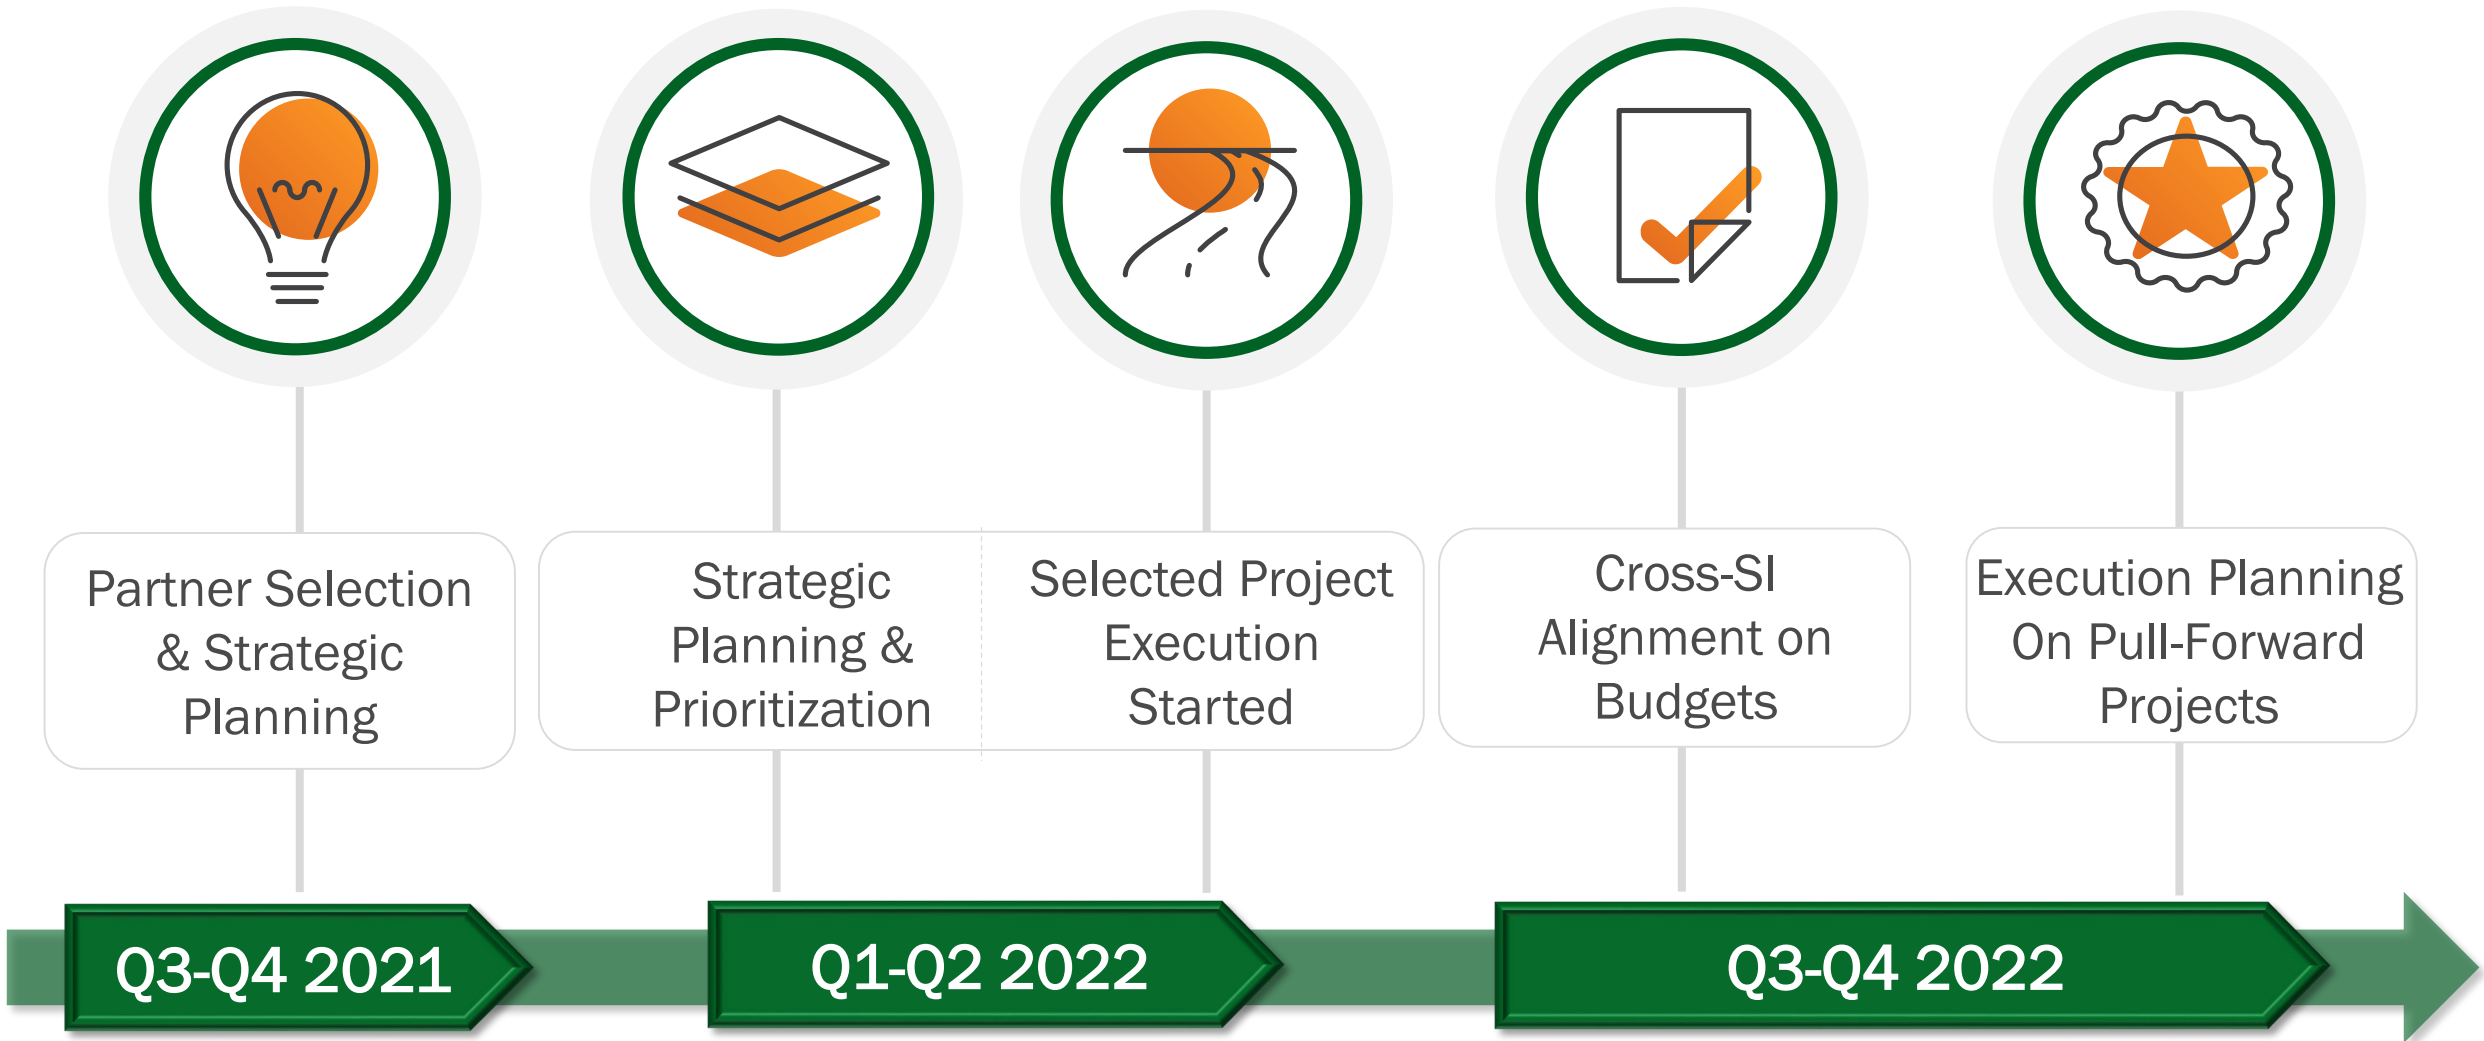 Partner Selection
& Strategic
Planning
Strategic
Planning &
Prioritization
Selected Project
Execution
Started
Cross-SI
Alignment on
Budgets
Execution Planning
On Pull-Forward
Projects
Q3-Q4 2021
Q1-Q2 2022
Q3-Q4 2022